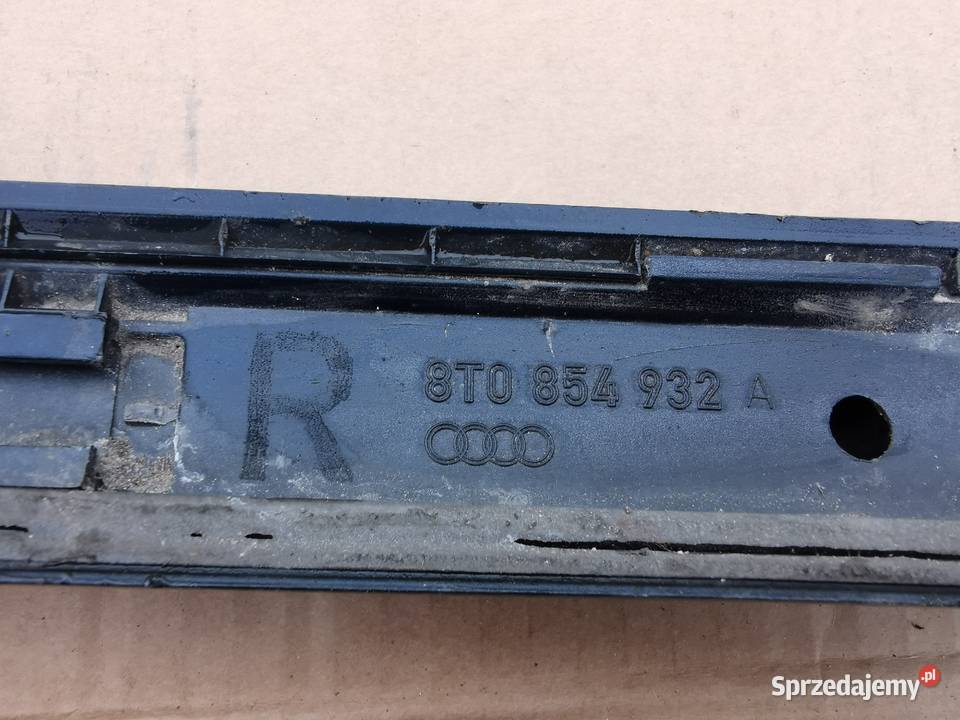 R
8T0 854 932 A
Sprzedajemy.pl